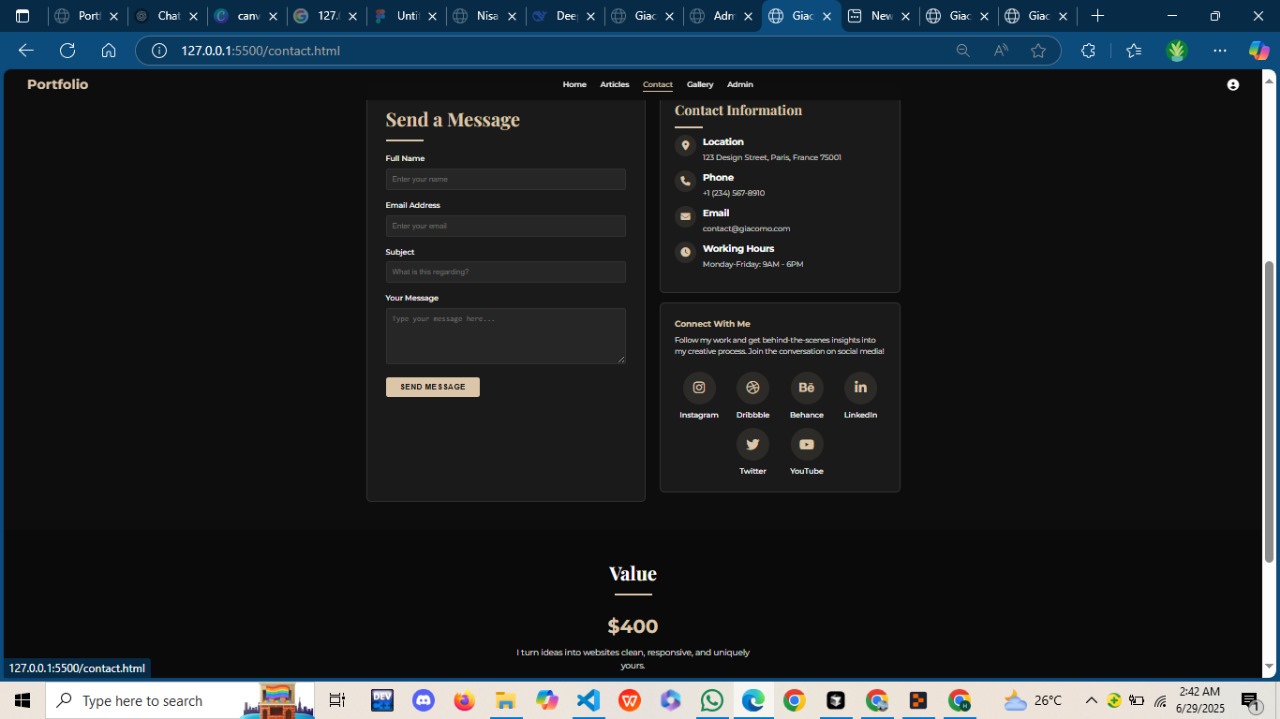 Port
Chat
canv
127.0
Unti
Nisa
Dee
Giac
Adm
Giac
New
Giac
Giac
127.0.0.1:5500/contact.html
Portfolio
Home Articles Contact Gallery Admin
Send a Message
Full Name
Enter your name
Email Address
Enter your email
Subject
What is this regarding?
Your Message
Type your message here...
SEND MESSAGE
Contact Information
Location
123 Design Street, Paris, France 75001
Phone
+1 (234) 567-8910
Email
contact@giacomo.com
Working Hours
Monday-Friday: 9AM - 6PM
Connect With Me
Follow my work and get behind-the-scenes insights into
my creative process. Join the conversation on social media!
Instagram Dribbble Behance LinkedIn
Twitter YouTube
Value
$400
I turn ideas into websites clean, responsive, and uniquely
yours.
127.0.0.1:5500/contact.html
Type here to search
DEV
26°C
2:42 AM
6/29/2025
1